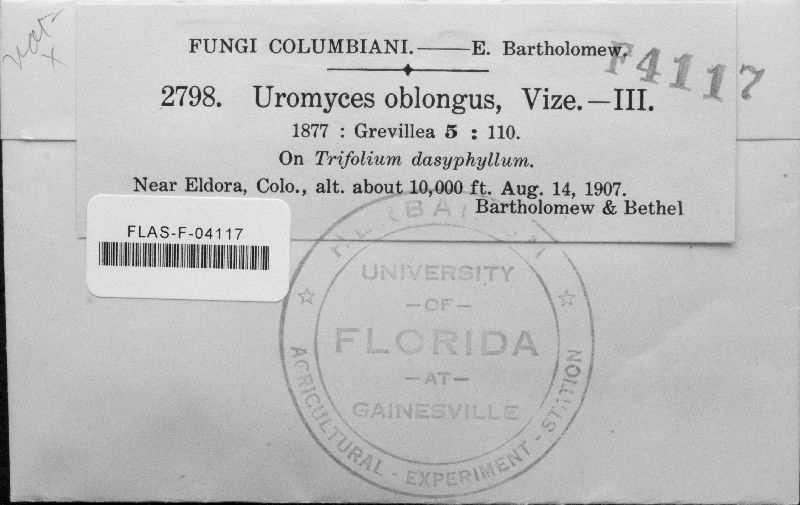 FUNGI COLUMBIANI.——E. Bartholomew.
F4117
2798. Uromyces oblongus, Vize.—III.
1877 : Grevillea 5 : 110.
On Trifolium dasyphyllum.
Near Eldora, Colo., alt. about 10,000 ft. Aug. 14, 1907.
Bartholomew & Bethel
FLAS-F-04117
HERBARIUM
UNIVERSITY
—OF—
FLORIDA
—AT—
GAINESVILLE
AGRICULTURAL - EXPERIMENT - STATION